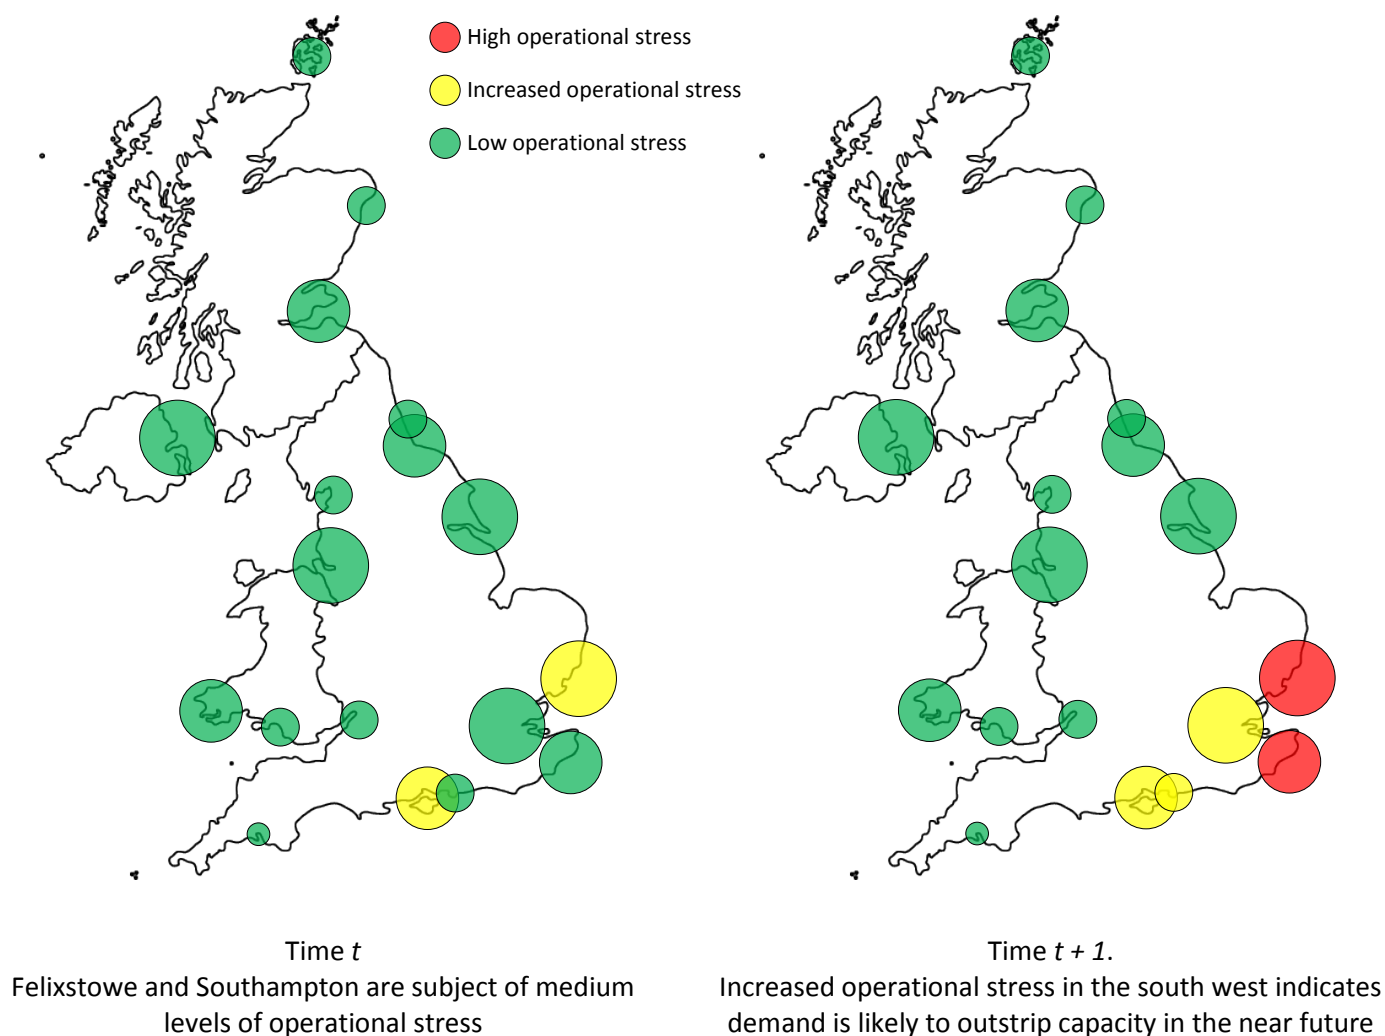 High operational stress
Increased operational stress
Low operational stress
Time t
Felixstowe and Southampton are subject of medium
levels of operational stress
Time t + 1.
Increased operational stress in the south west indicates
demand is likely to outstrip capacity in the near future